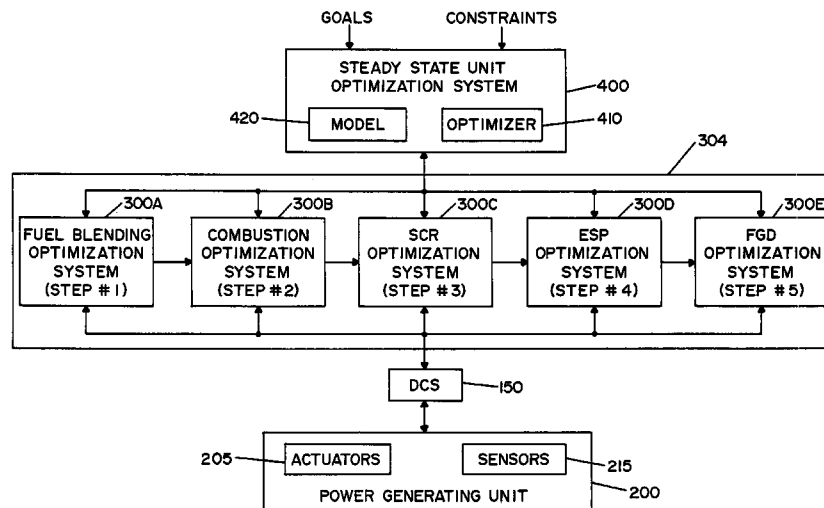 GOALS CONSTRAINTS
STEADY STATE UNIT
OPTIMIZATION SYSTEM
400
420 MODEL OPTIMIZER 410
304
300A 300B 300C 300D 300E
FUEL BLENDING
OPTIMIZATION
SYSTEM
(STEP #1)
COMBUSTION
OPTIMIZATION
SYSTEM
(STEP #2)
SCR
OPTIMIZATION
SYSTEM
(STEP #3)
ESP
OPTIMIZATION
SYSTEM
(STEP #4)
FGD
OPTIMIZATION
SYSTEM
(STEP #5)
DCS 150
205 ACTUATORS SENSORS 215
POWER GENERATING UNIT 200